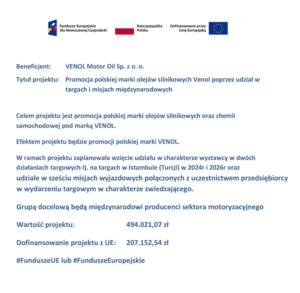 Fundusze Europejskie
dla Nowoczesnej Gospodarki
Rzeczpospolita
Polska
Dofinansowane przez
Unię Europejską
Beneficjent: VENOL Motor Oil Sp. z o. o.
Tytuł projektu: Promocja polskiej marki olejów silnikowych Venol poprzez udział w
targach i misjach międzynarodowych
Celem projektu jest promocja polskiej marki olejów silnikowych oraz chemii
samochodowej pod marką VENOL.
Efektem projektu będzie promocji polskiej marki VENOL.
W ramach projektu zaplanowała wzięcie udziału w charakterze wystawcy w dwóch
działaniach targowych tj. na targach w Istambule (Turcji) w 2024r i 2026r oraz
udziale w sześciu misjach wyjazdowych połączonych z uczestnictwem przedsiębiorcy
w wydarzeniu targowym w charakterze zwiedzającego.
Grupą docelową będą międzynarodowi producenci sektora motoryzacyjnego
Wartość projektu: 494.021,07 zł
Dofinansowanie projektu z UE: 207.152,54 zł
#FunduszeUE lub #FunduszeEuropejskie